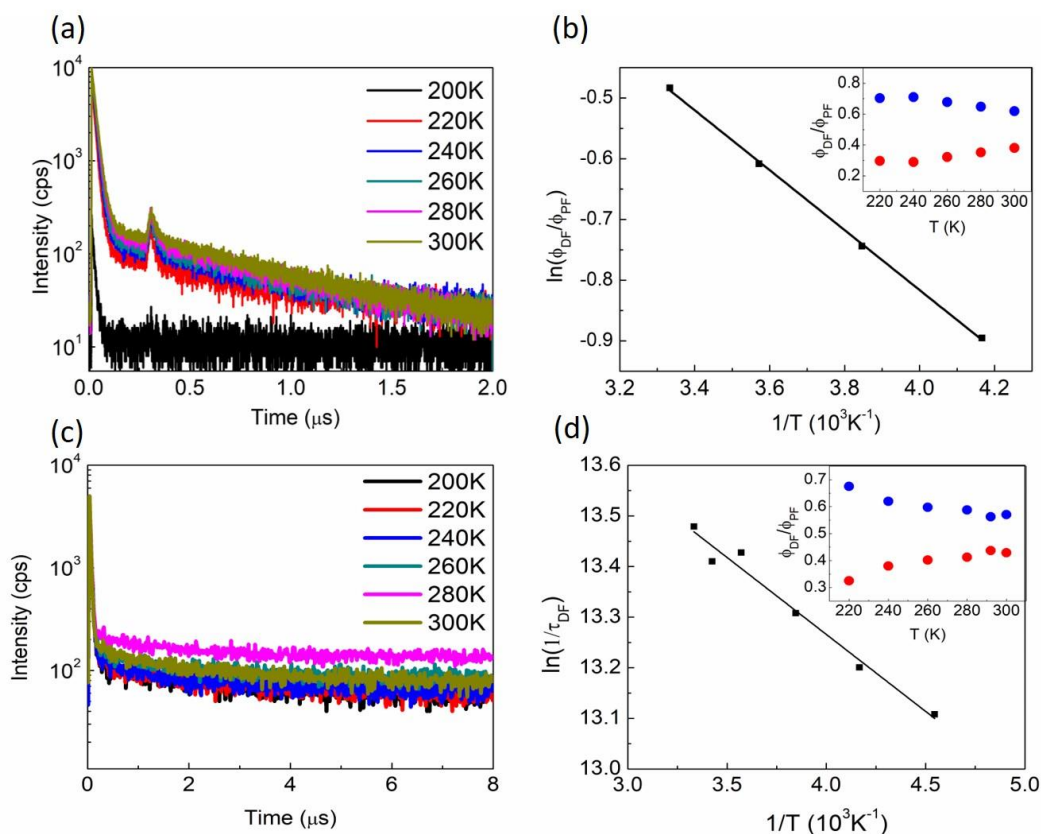 (a)
10⁴
10³
10²
10¹
Intensity (cps)
0.0 0.5 1.0 1.5 2.0
Time (μs)
200K
220K
240K
260K
280K
300K
(b)
-0.5
-0.6
-0.7
-0.8
-0.9
ln(ϕDF/ϕPF)
3.2 3.4 3.6 3.8 4.0 4.2
1/T (10³K⁻¹)
0.8
0.6
0.4
0.2
ϕDF/ϕPF
220 240 260 280 300
T (K)
(c)
10⁴
10³
10²
Intensity (cps)
0 2 4 6 8
Time (μs)
200K
220K
240K
260K
280K
300K
(d)
13.6
13.5
13.4
13.3
13.2
13.1
13.0
ln(1/τDF)
3.0 3.5 4.0 4.5 5.0
1/T (10³K⁻¹)
0.7
0.6
0.5
0.4
0.3
ϕDF/ϕPF
220 240 260 280 300
T (K)